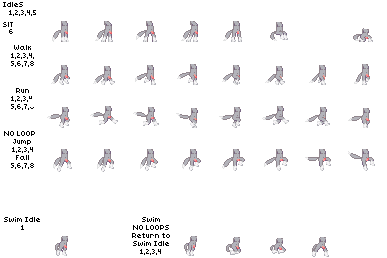 IdleS
1,2,3,4,5
SIT
6
Walk
1,2,3,4,
5,6,7,8
Run
1,2,3,4
5,6,7,8
NO LOOP
Jump
1,2,3,4
Fall
5,6,7,8
Swim Idle
1
Swim
NO LOOPS
Return to
Swim Idle
1,2,3,4